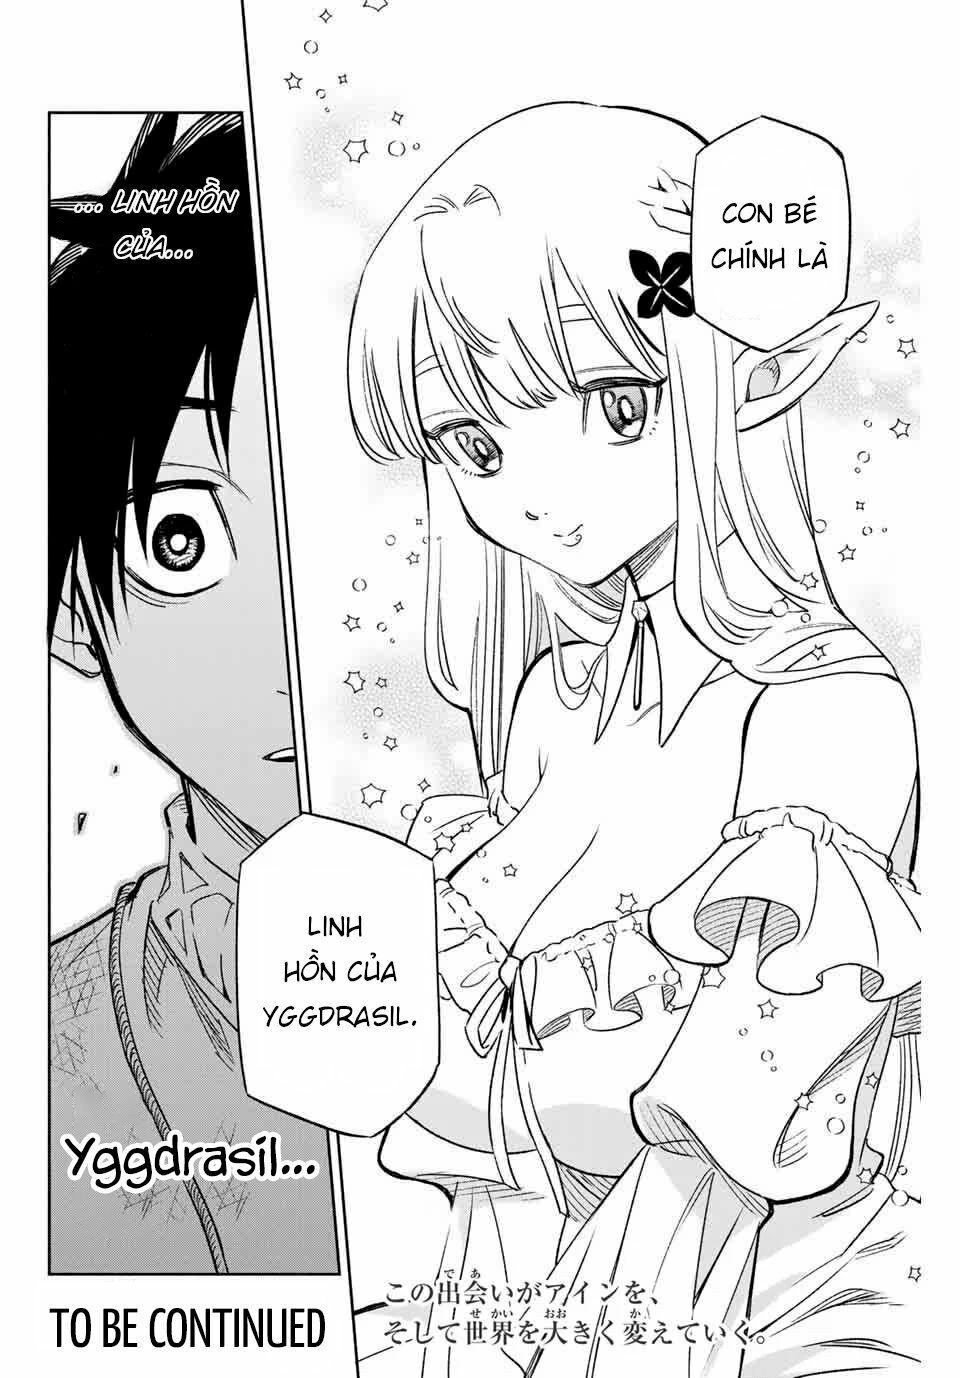 CON BÉ
CHÍNH LÀ
... LINH HỒN
CỦA...
LINH
HỒN CỦA
YGGDRASIL.
Yggdrasil...
この出会いがアインを、
そして世界を大きく変えていく。
TO BE CONTINUED